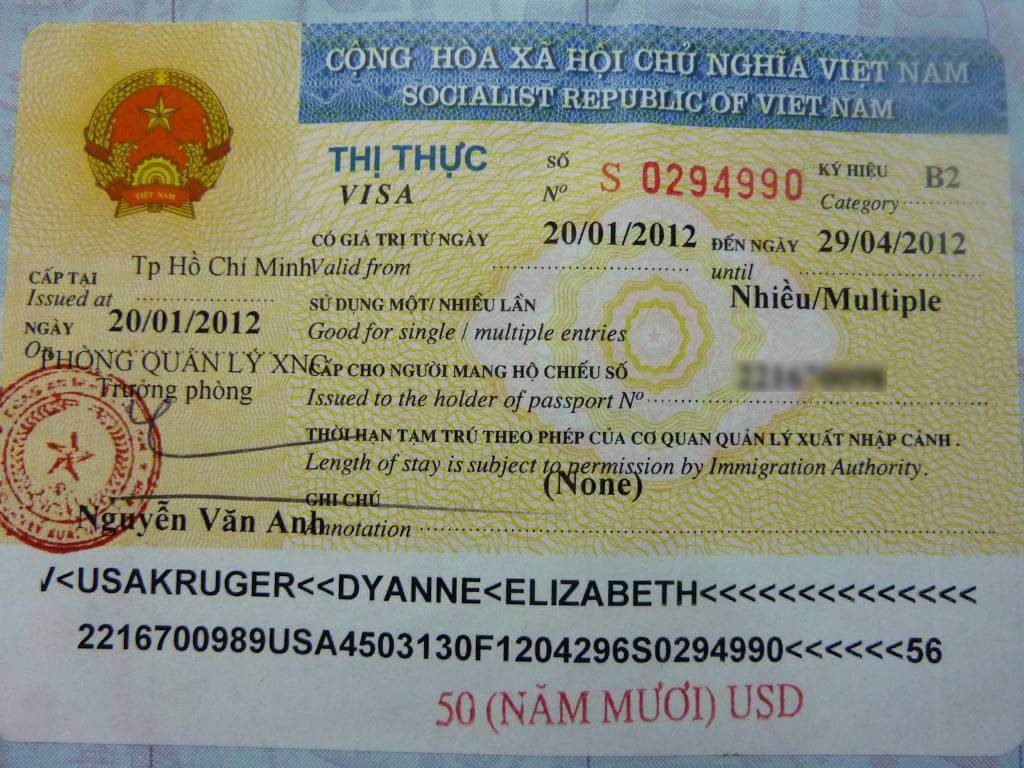 CỘNG HÒA XÃ HỘI CHỦ NGHĨA VIỆT NAM
SOCIALIST REPUBLIC OF VIET NAM
VIỆT NAM
THỊ THỰC
VISA
SỐ
Nº
S 0294990
KÝ HIỆU
Category
B2
CÓ GIÁ TRỊ TỪ NGÀY
Valid from
20/01/2012
ĐẾN NGÀY
until
29/04/2012
CẤP TẠI
Issued at
Tp Hồ Chí Minh
NGÀY
On
20/01/2012
SỬ DỤNG MỘT/ NHIỀU LẦN
Good for single / multiple entries
Nhiều/Multiple
PHÒNG QUẢN LÝ XNC
Trưởng phòng
CẤP CHO NGƯỜI MANG HỘ CHIẾU SỐ
Issued to the holder of passport Nº
THỜI HẠN TẠM TRÚ THEO PHÉP CỦA CƠ QUAN QUẢN LÝ XUẤT NHẬP CẢNH .
Length of stay is subject to permission by Immigration Authority.
(None)
GHI CHÚ
Annotation
Nguyễn Văn Anh
V<USAKRUGER<<DYANNE<ELIZABETH<<<<<<<<<<<<<<
2216700989USA4503130F1204296S0294990<<<<<<56
50 (NĂM MƯƠI) USD